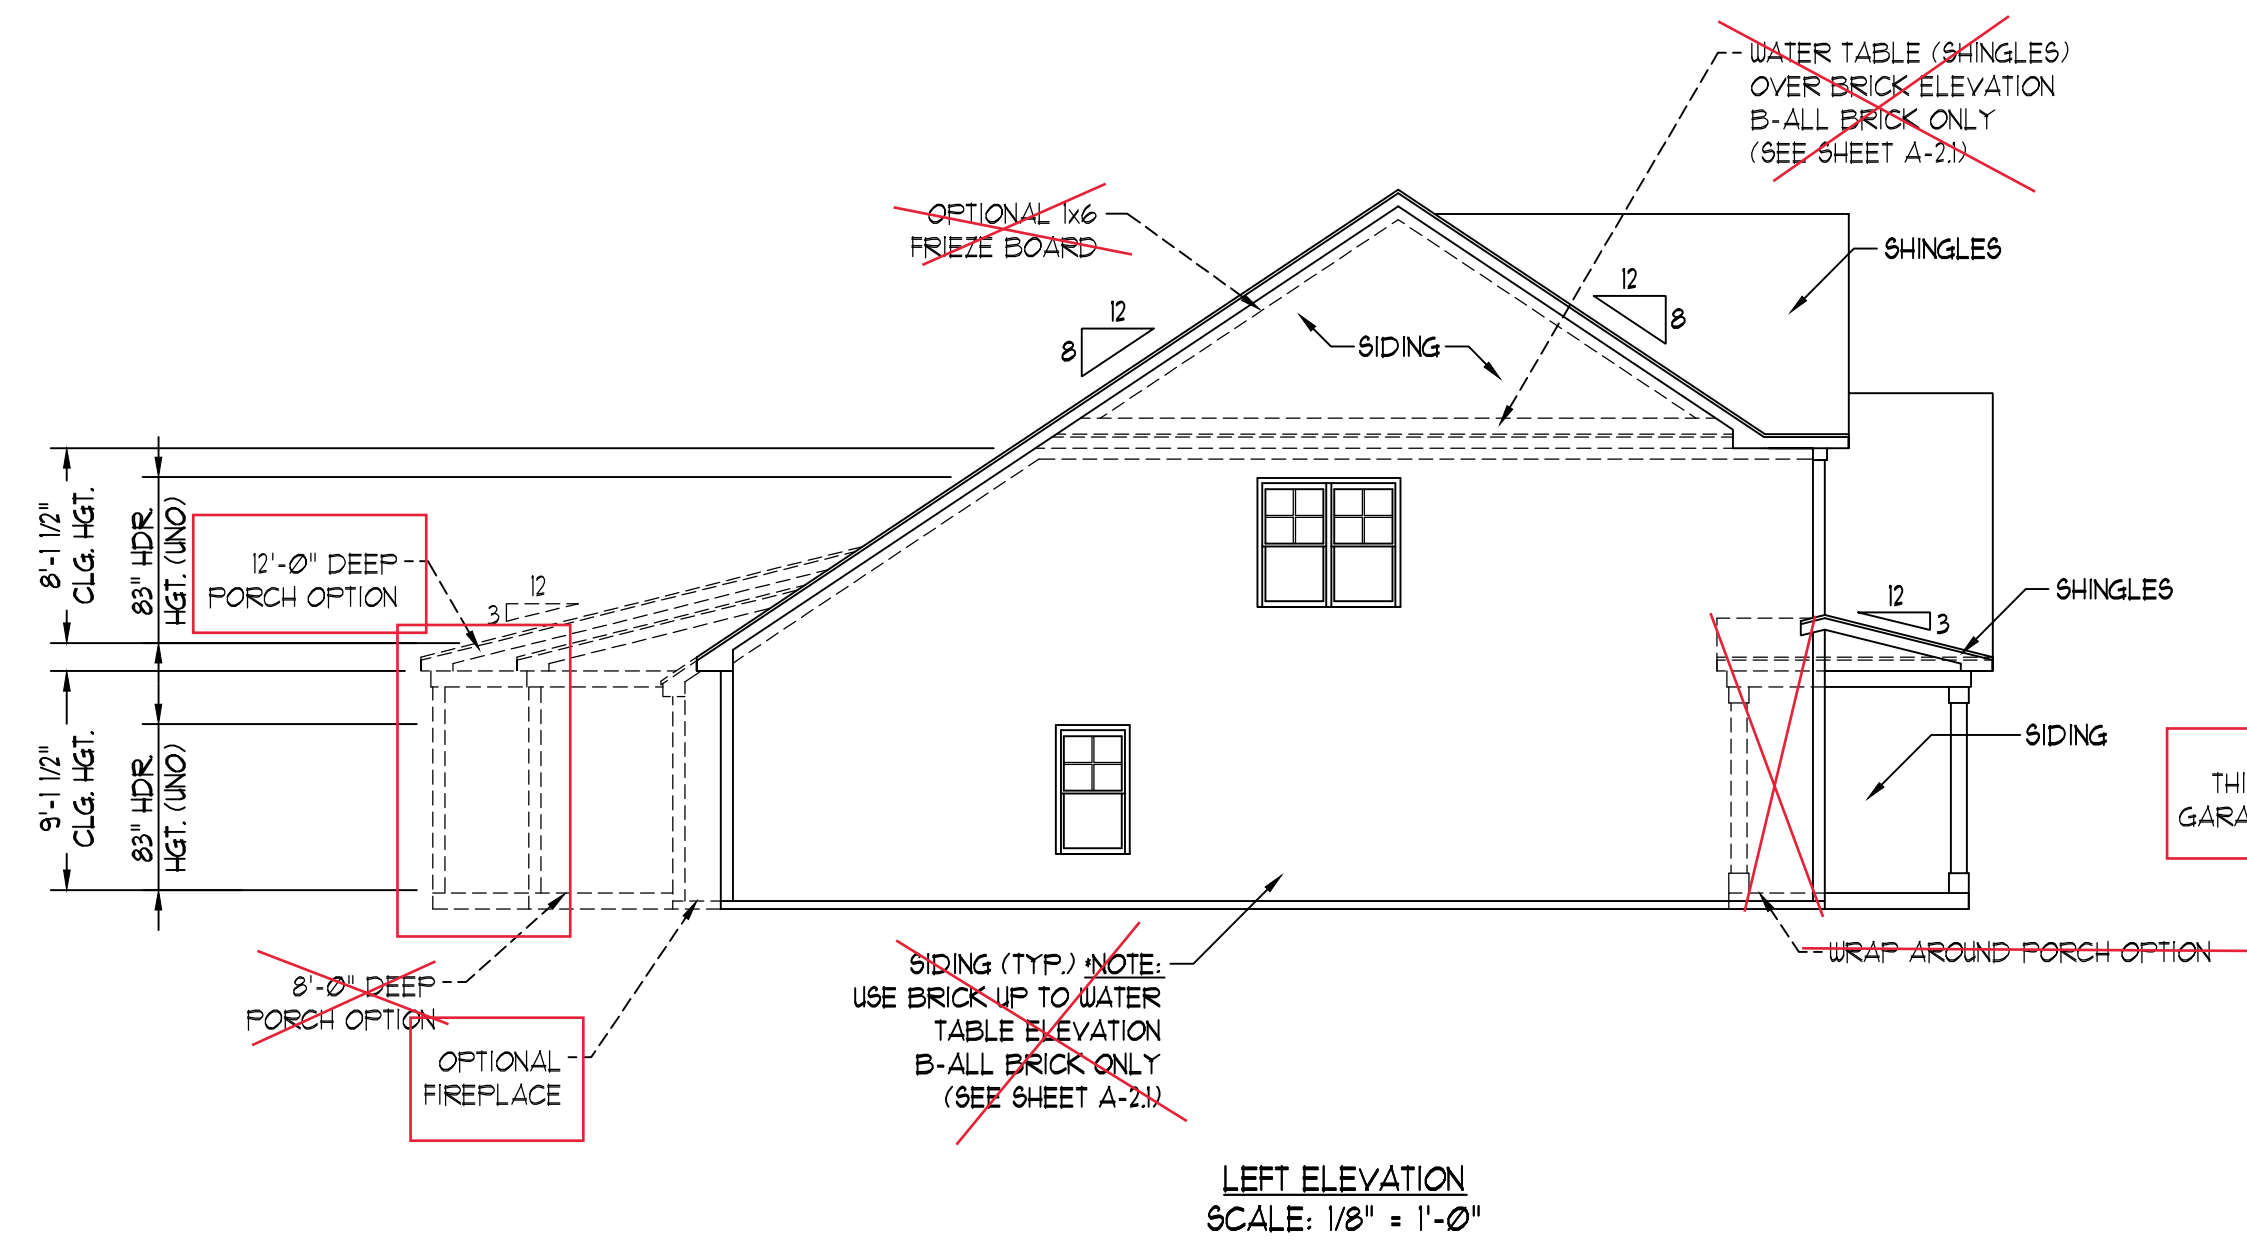 WATER TABLE (SHINGLES)
OVER BRICK ELEVATION
B-ALL BRICK ONLY
(SEE SHEET A-2.1)
OPTIONAL 1x6
FRIEZE BOARD
SHINGLES
12
8
12
8
SIDING
8'-1 1/2"
CLG. HGT.
83" HDR.
HGT. (UNO)
12'-0" DEEP
PORCH OPTION
12
3
12
3
SHINGLES
9'-1 1/2"
CLG. HGT.
83" HDR.
HGT. (UNO)
SIDING
THI
GARA
WRAP AROUND PORCH OPTION
8'-0" DEEP
PORCH OPTION
OPTIONAL
FIREPLACE
SIDING (TYP.) *NOTE:
USE BRICK UP TO WATER
TABLE ELEVATION
B-ALL BRICK ONLY
(SEE SHEET A-2.1)
LEFT ELEVATION
SCALE: 1/8" = 1'-0"